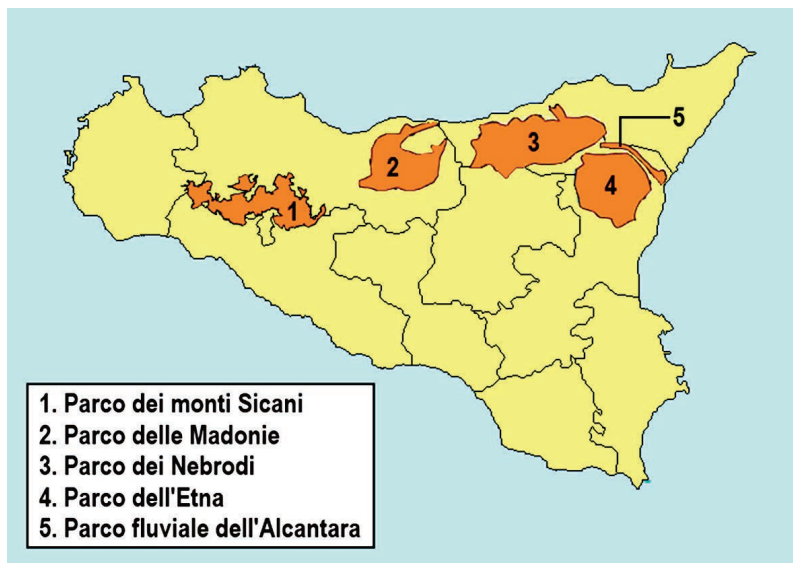 5
3
2
4
1
1. Parco dei monti Sicani
2. Parco delle Madonie
3. Parco dei Nebrodi
4. Parco dell'Etna
5. Parco fluviale dell'Alcantara